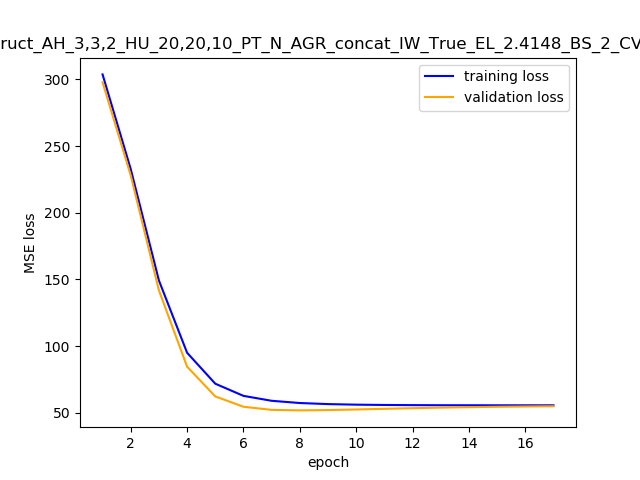 ruct_AH_3,3,2_HU_20,20,10_PT_N_AGR_concat_IW_True_EL_2.4148_BS_2_CV
training loss
validation loss
300
250
200
150
100
50
MSE loss
2 4 6 8 10 12 14 16
epoch